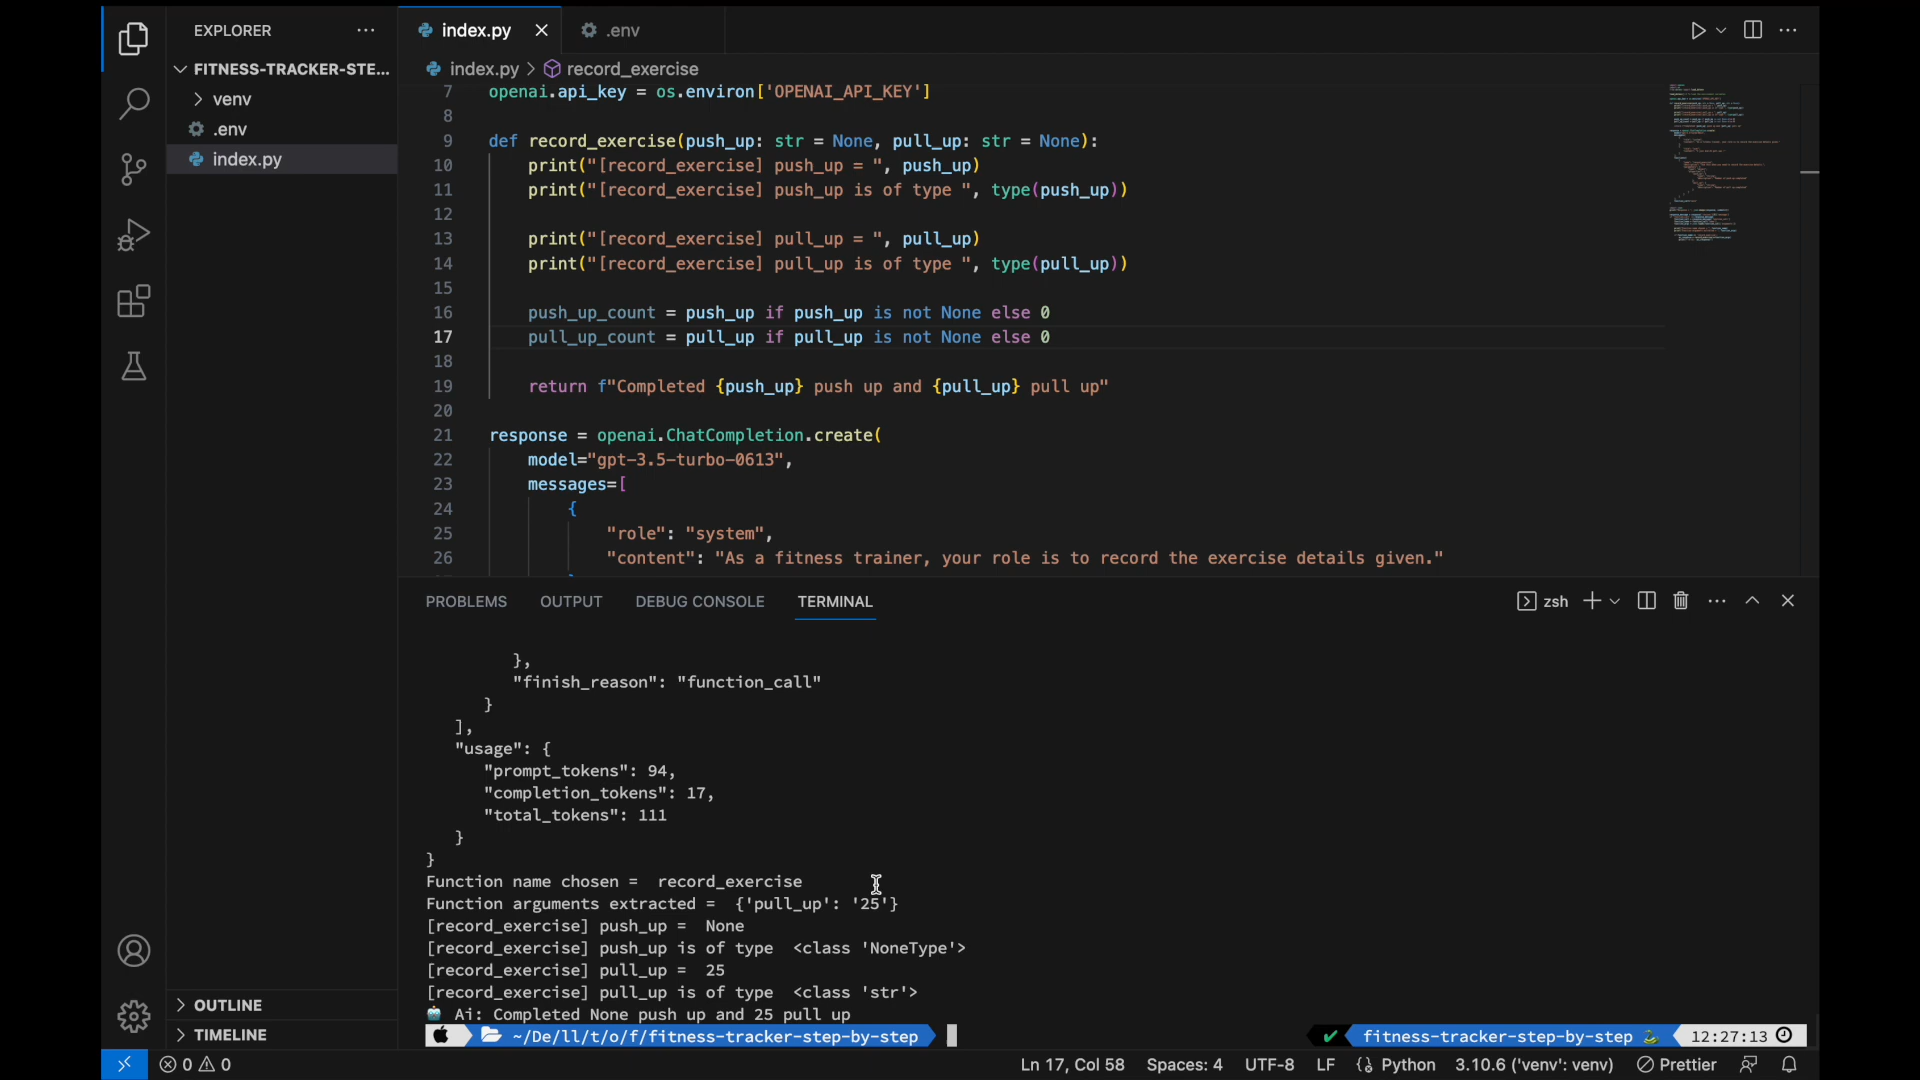 EXPLORER
FITNESS-TRACKER-STE...
venv
.env
index.py
OUTLINE
TIMELINE
index.py
.env
index.py > record_exercise
7 openai.api_key = os.environ['OPENAI_API_KEY']
8
9 def record_exercise(push_up: str = None, pull_up: str = None):
10 print("[record_exercise] push_up = ", push_up)
11 print("[record_exercise] push_up is of type ", type(push_up))
12
13 print("[record_exercise] pull_up = ", pull_up)
14 print("[record_exercise] pull_up is of type ", type(pull_up))
15
16 push_up_count = push_up if push_up is not None else 0
17 pull_up_count = pull_up if pull_up is not None else 0
18
19 return f"Completed {push_up} push up and {pull_up} pull up"
20
21 response = openai.ChatCompletion.create(
22 model="gpt-3.5-turbo-0613",
23 messages=[
24 {
25 "role": "system",
26 "content": "As a fitness trainer, your role is to record the exercise details given."
PROBLEMS OUTPUT DEBUG CONSOLE TERMINAL
zsh
},
"finish_reason": "function_call"
}
],
"usage": {
"prompt_tokens": 94,
"completion_tokens": 17,
"total_tokens": 111
}
}
Function name chosen = record_exercise
Function arguments extracted = {'pull_up': '25'}
[record_exercise] push_up = None
[record_exercise] push_up is of type <class 'NoneType'>
[record_exercise] pull_up = 25
[record_exercise] pull_up is of type <class 'str'>
Ai: Completed None push up and 25 pull up
~/De/ll/t/o/f/fitness-tracker-step-by-step
fitness-tracker-step-by-step 12:27:13
0 0
Ln 17, Col 58 Spaces: 4 UTF-8 LF Python 3.10.6 ('venv': venv) Prettier